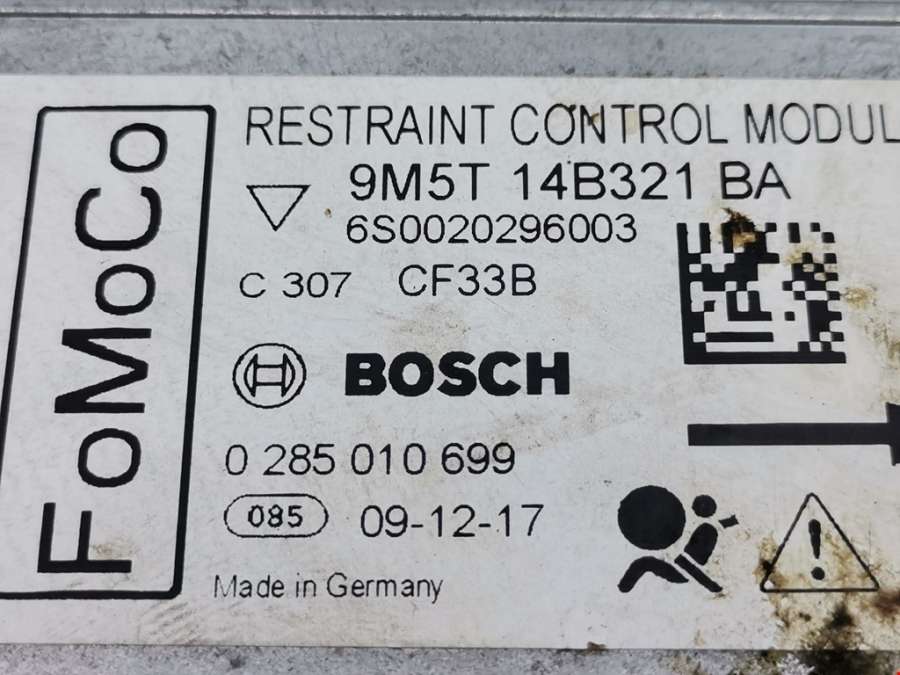 FoMoCo
RESTRAINT CONTROL MODUL
9M5T 14B321 BA
6S0020296003
C 307 CF33B
BOSCH
0 285 010 699
085 09-12-17
Made in Germany